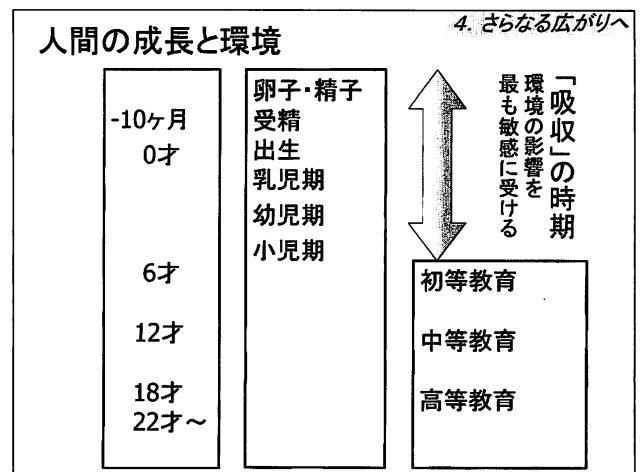 4. さらなる広がりへ
人間の成長と環境
-10ヶ月
0才
6才
12才
18才
22才～
卵子・精子
受精
出生
乳児期
幼児期
小児期
「吸収」の時期
環境の影響を
最も敏感に受ける
初等教育
中等教育
高等教育